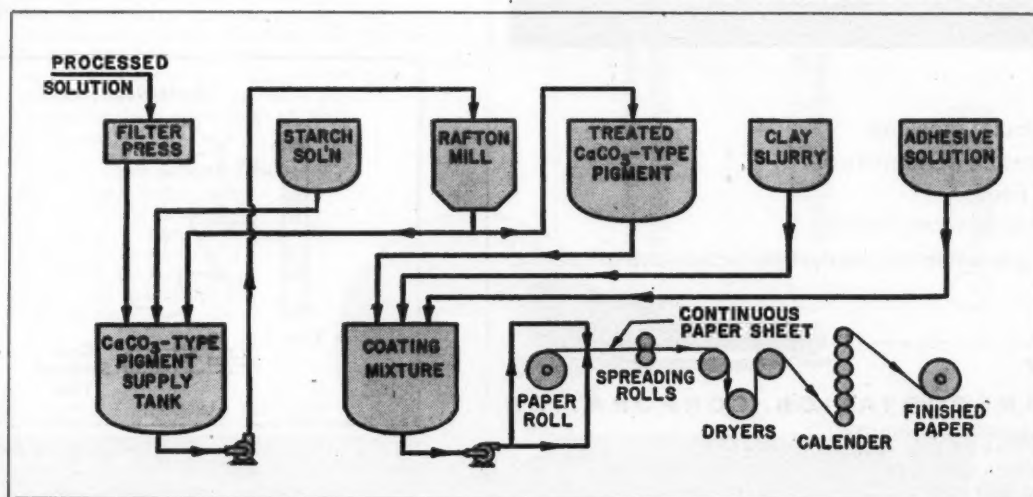 PROCESSED
SOLUTION
FILTER
PRESS
STARCH
SOL'N
RAFTON
MILL
TREATED
CaCO₃-TYPE
PIGMENT
CLAY
SLURRY
ADHESIVE
SOLUTION
CaCO₃-TYPE
PIGMENT
SUPPLY
TANK
COATING
MIXTURE
CONTINUOUS
PAPER SHEET
PAPER
ROLL
SPREADING
ROLLS
DRYERS
CALENDER
FINISHED
PAPER